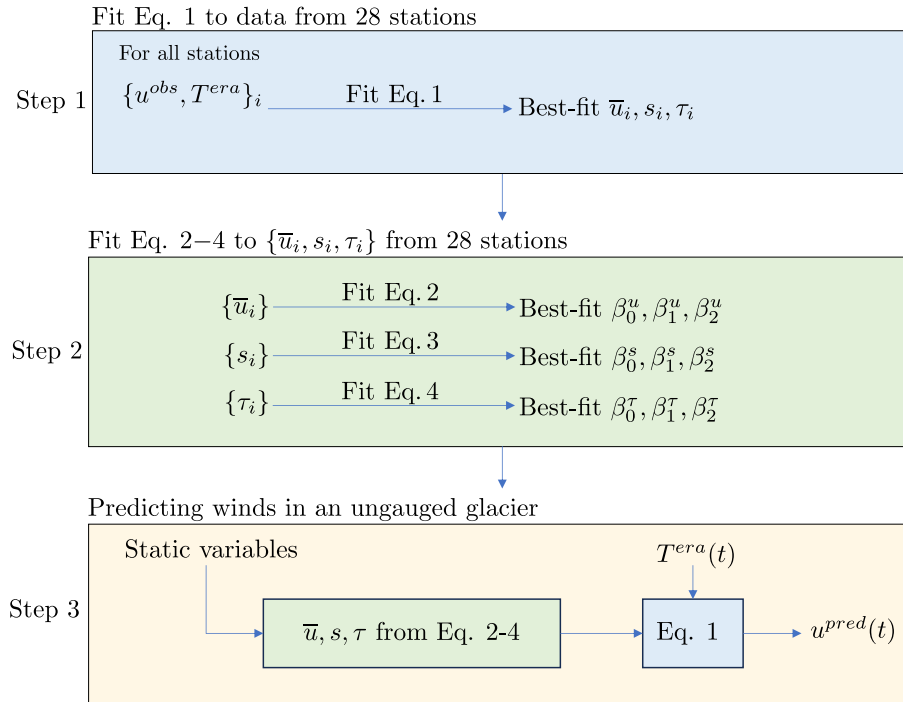 Fit Eq. 1 to data from 28 stations
For all stations
Step 1
{u^{obs}, T^{era}}_i
Fit Eq. 1
Best-fit u̅_i, s_i, τ_i
Fit Eq. 2–4 to {u̅_i, s_i, τ_i} from 28 stations
Step 2
{u̅_i}
Fit Eq. 2
Best-fit β_0^u, β_1^u, β_2^u
{s_i}
Fit Eq. 3
Best-fit β_0^s, β_1^s, β_2^s
{τ_i}
Fit Eq. 4
Best-fit β_0^τ, β_1^τ, β_2^τ
Predicting winds in an ungauged glacier
Step 3
Static variables
T^{era}(t)
u̅, s, τ from Eq. 2-4
Eq. 1
u^{pred}(t)